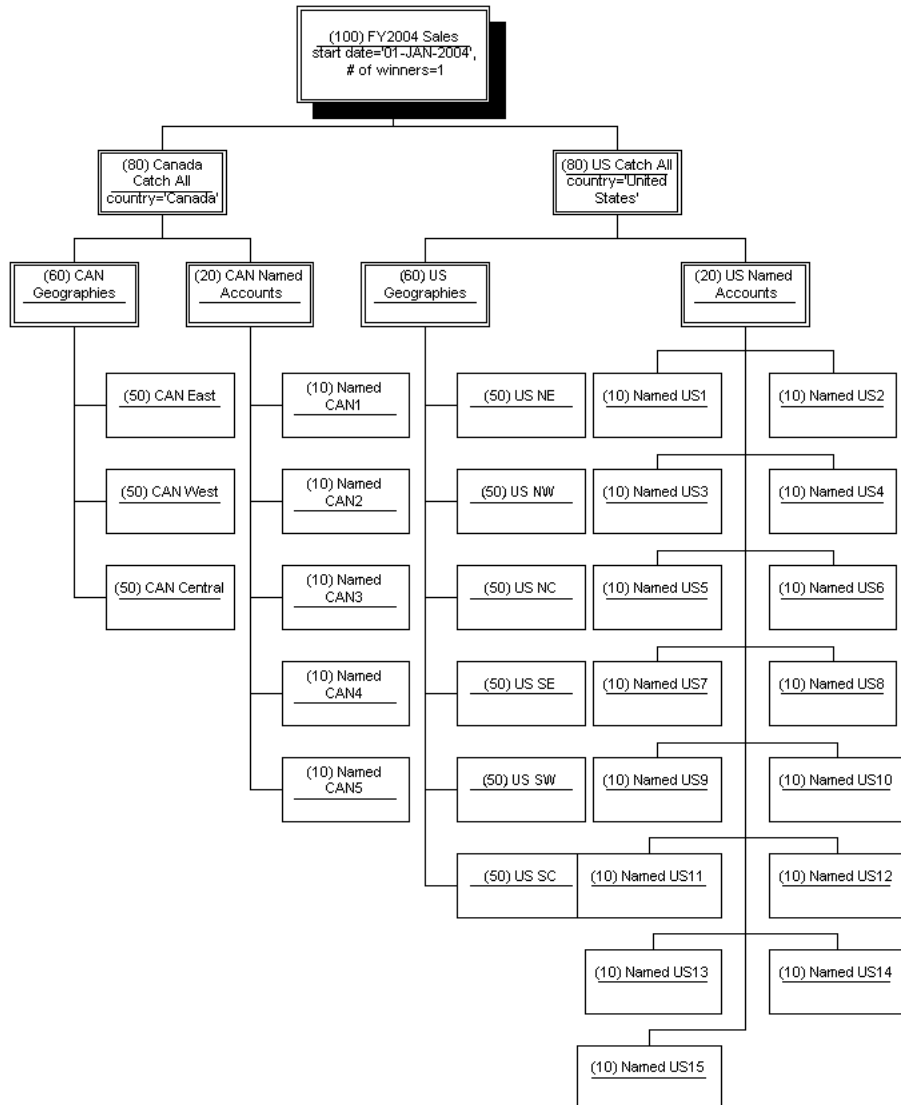 (100) FY2004 Sales
start date='01-JAN-2004',
# of winners=1
(80) Canada
Catch All
country='Canada'
(80) US Catch All
country='United
States'
(60) CAN
Geographies
(20) CAN Named
Accounts
(60) US
Geographies
(20) US Named
Accounts
(50) CAN East
(10) Named
CAN1
(50) US NE
(10) Named US1
(10) Named US2
(50) CAN West
(10) Named
CAN2
(50) US NW
(10) Named US3
(10) Named US4
(50) CAN Central
(10) Named
CAN3
(50) US NC
(10) Named US5
(10) Named US6
(10) Named
CAN4
(50) US SE
(10) Named US7
(10) Named US8
(10) Named
CAN5
(50) US SW
(10) Named US9
(10) Named US10
(50) US SC
(10) Named US11
(10) Named US12
(10) Named US13
(10) Named US14
(10) Named US15